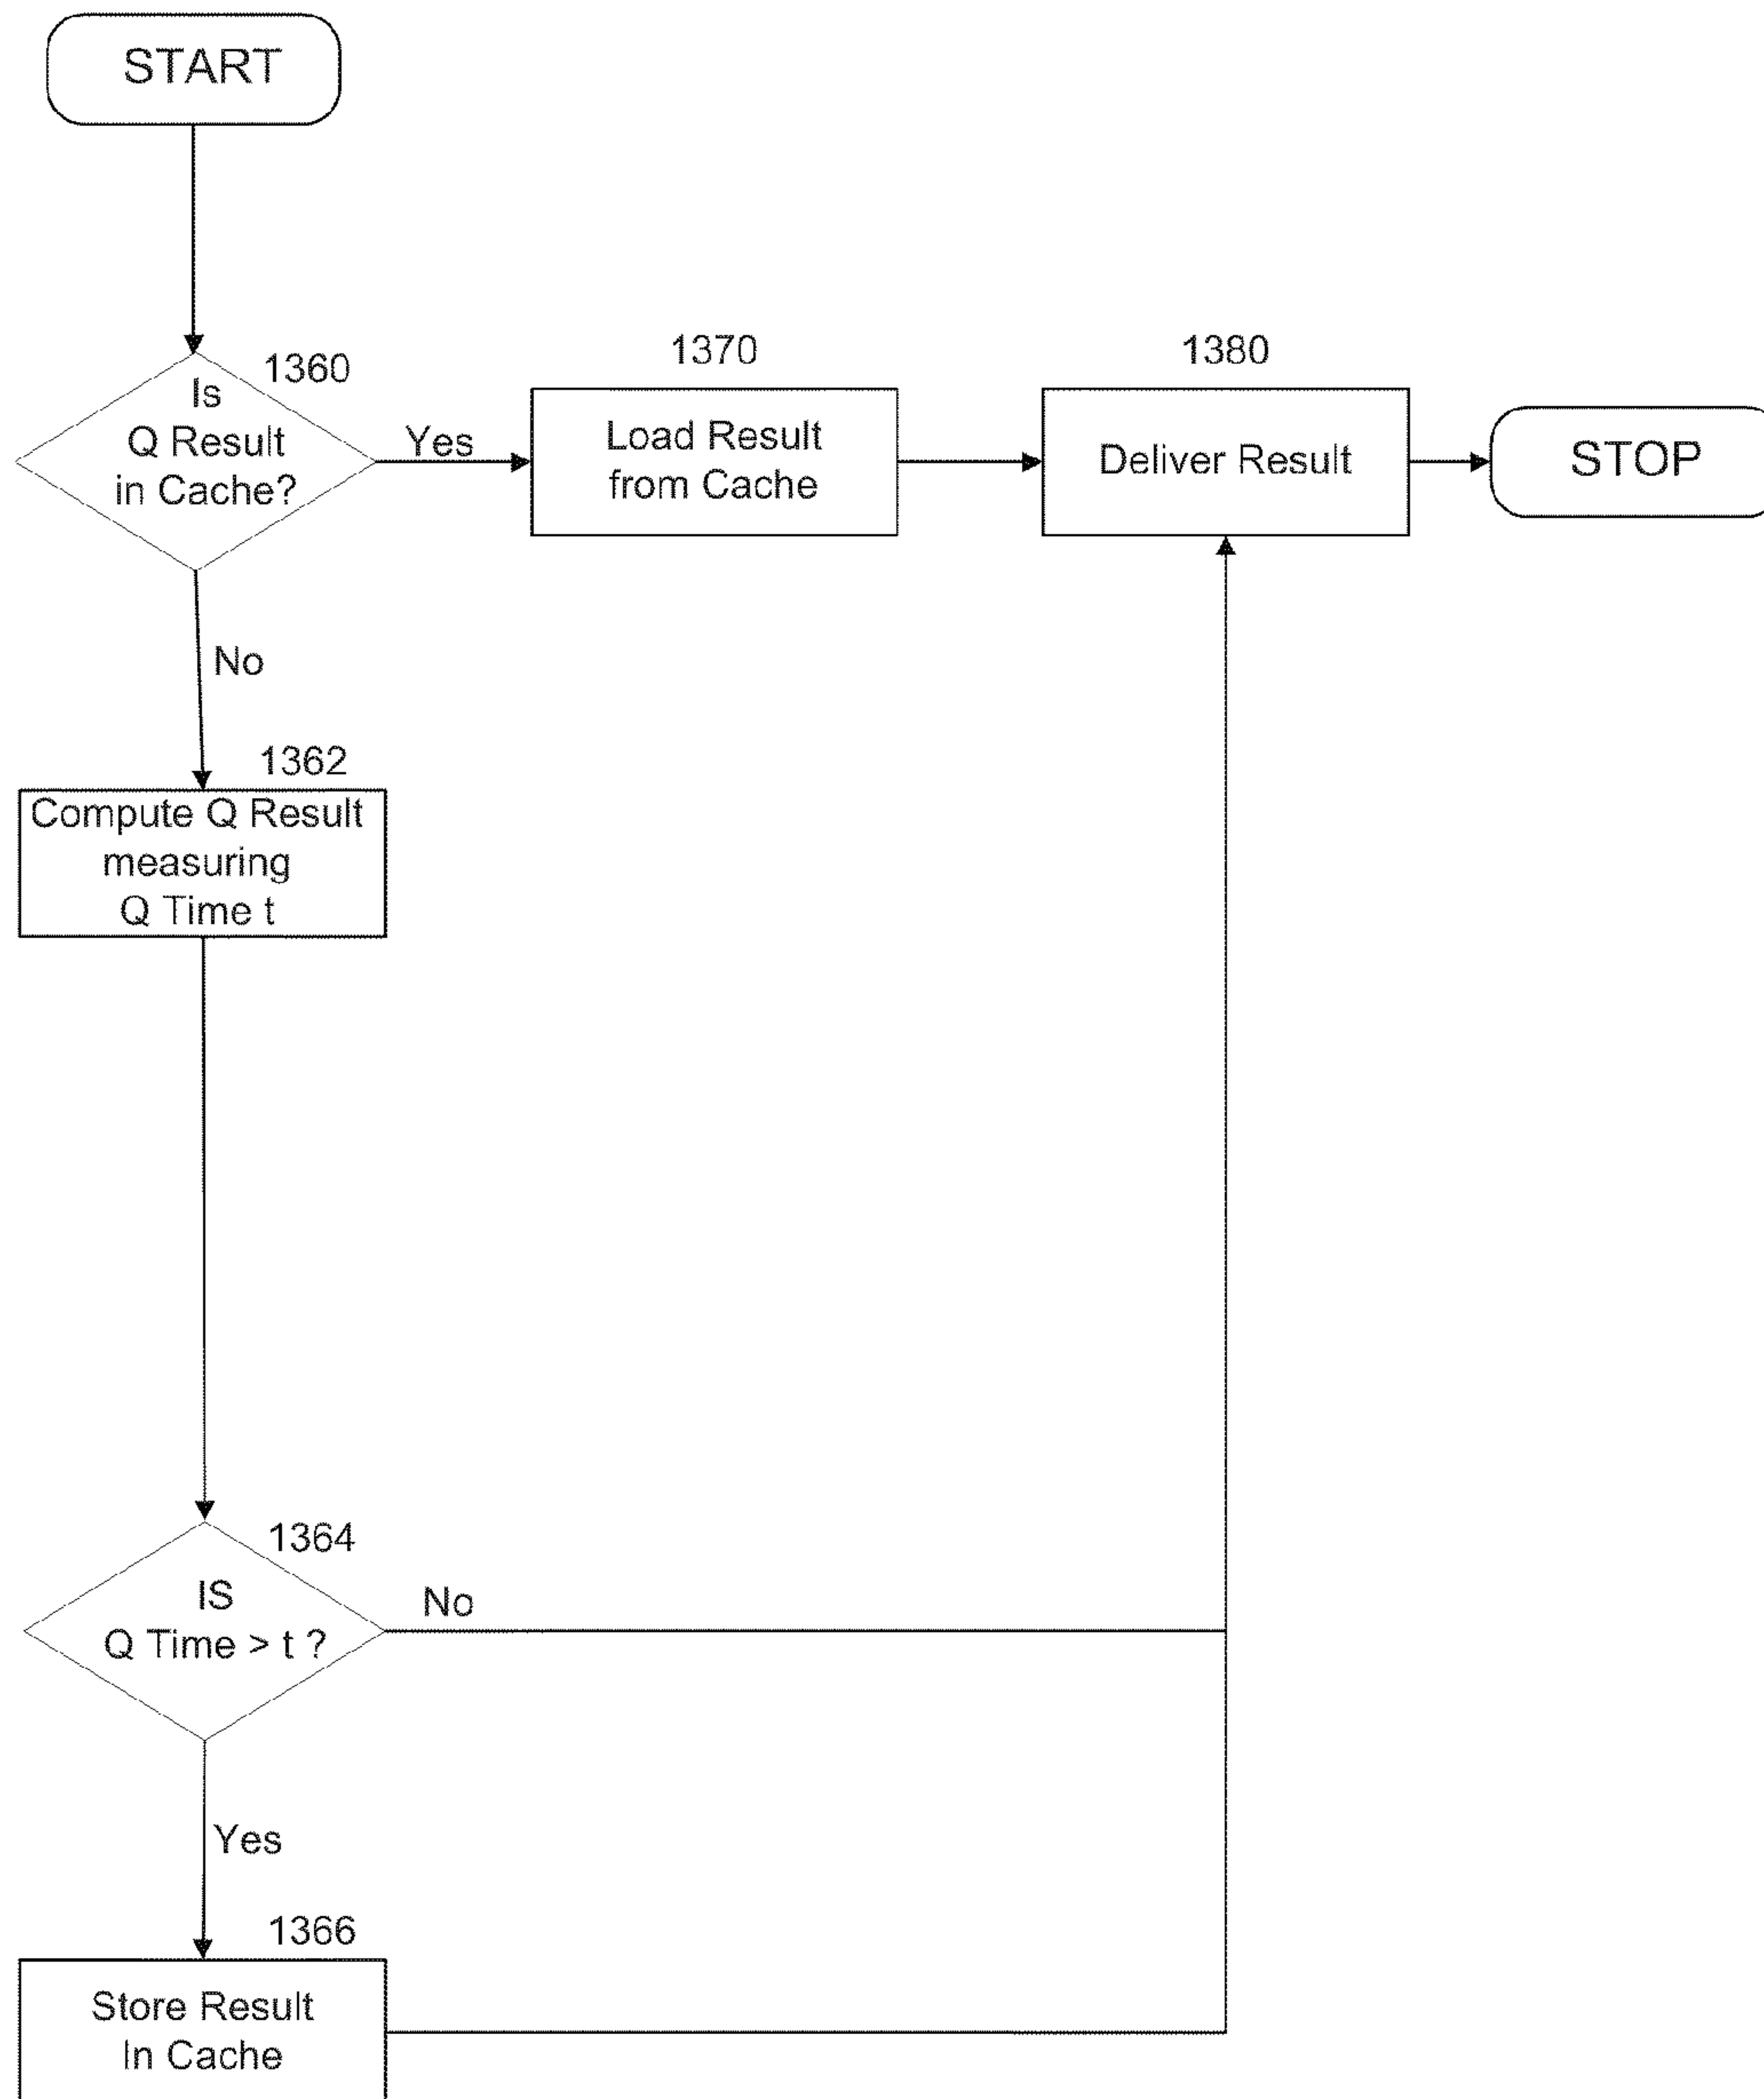 START
1360
Is
Q Result
in Cache?
Yes
1370
Load Result
from Cache
1380
Deliver Result
STOP
No
1362
Compute Q Result
measuring
Q Time t
1364
IS
Q Time > t ?
No
Yes
1366
Store Result
In Cache